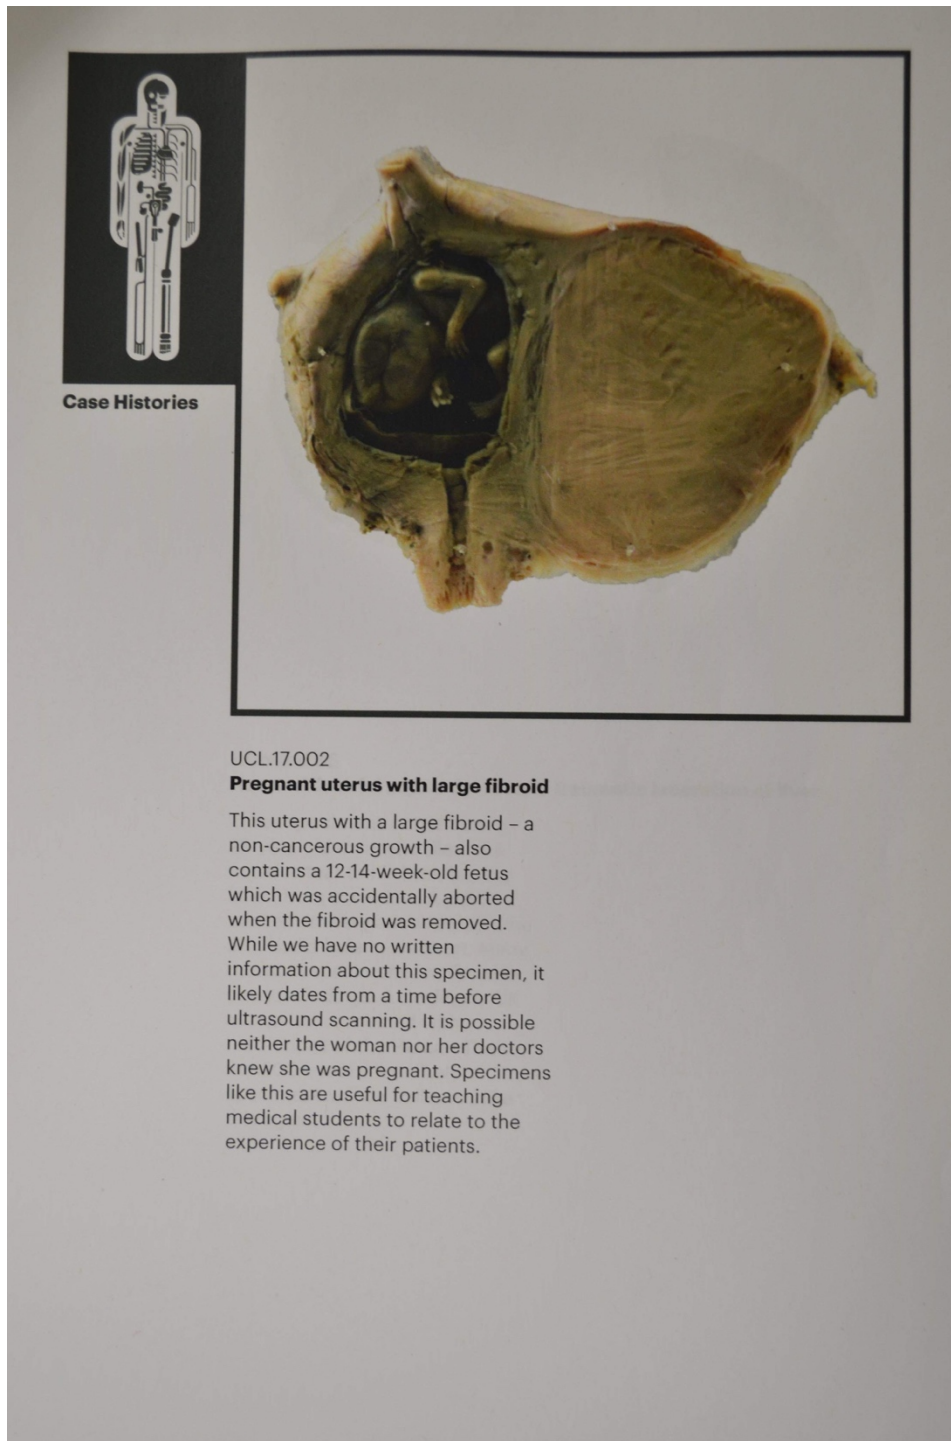 Case Histories
UCL.17.002
Pregnant uterus with large fibroid
This uterus with a large fibroid – a
non-cancerous growth – also
contains a 12-14-week-old fetus
which was accidentally aborted
when the fibroid was removed.
While we have no written
information about this specimen, it
likely dates from a time before
ultrasound scanning. It is possible
neither the woman nor her doctors
knew she was pregnant. Specimens
like this are useful for teaching
medical students to relate to the
experience of their patients.